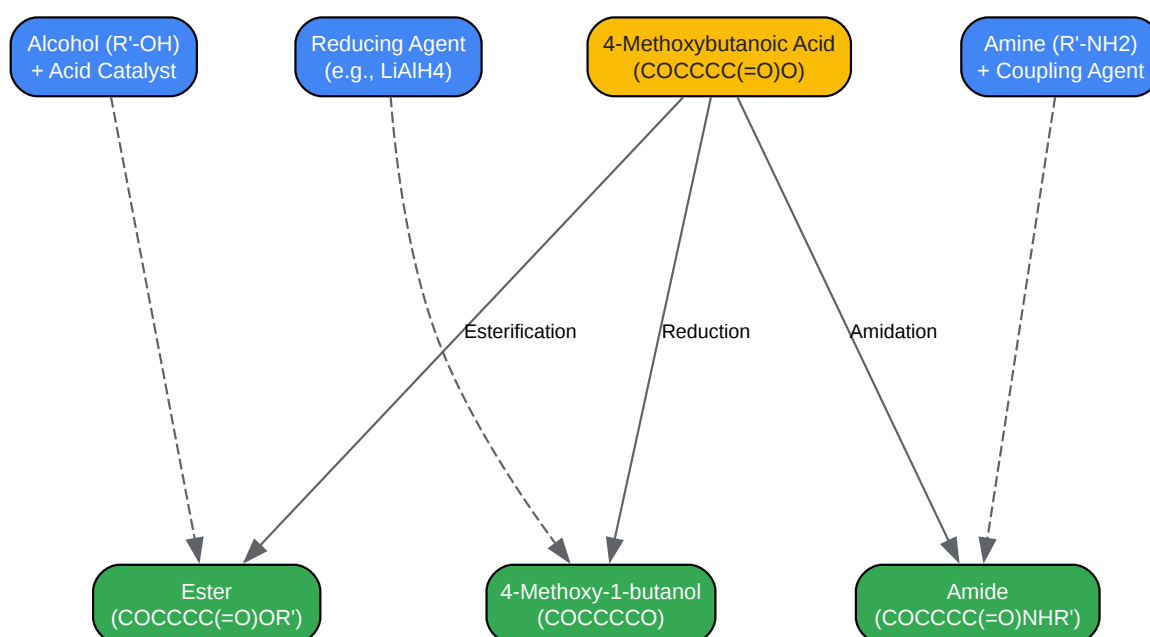 Alcohol (R'-OH)
+ Acid Catalyst
Reducing Agent
(e.g., LiAlH4)
4-Methoxybutanoic Acid
(COCCCC(=O)O)
Amine (R'-NH2)
+ Coupling Agent
Esterification
Reduction
Amidation
Ester
(COCCCC(=O)OR')
4-Methoxy-1-butanol
(COCCCCO)
Amide
(COCCCC(=O)NHR')